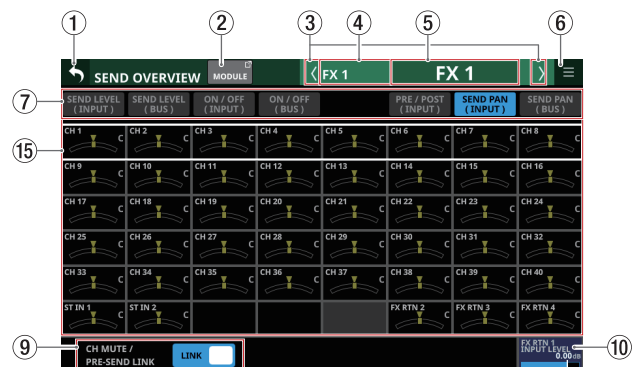 1 2 3 4 5 6
SEND OVERVIEW MODULE FX 1 FX 1
7
SEND LEVEL (INPUT) SEND LEVEL (BUS) ON / OFF (INPUT) ON / OFF (BUS) PRE / POST (INPUT) SEND PAN (INPUT) SEND PAN (BUS)
15
CH 1 C CH 2 C CH 3 C CH 4 C CH 5 C CH 6 C CH 7 C CH 8 C
CH 9 C CH 10 C CH 11 C CH 12 C CH 13 C CH 14 C CH 15 C CH 16 C
CH 17 C CH 18 C CH 19 C CH 20 C CH 21 C CH 22 C CH 23 C CH 24 C
CH 25 C CH 26 C CH 27 C CH 28 C CH 29 C CH 30 C CH 31 C CH 32 C
CH 33 C CH 34 C CH 35 C CH 36 C CH 37 C CH 38 C CH 39 C CH 40 C
ST IN 1 C ST IN 2 C FX RTN 2 C FX RTN 3 C FX RTN 4 C
9
CH MUTE /
PRE-SEND LINK
LINK
FX RTN 1
INPUT LEVEL
0.00dB
10